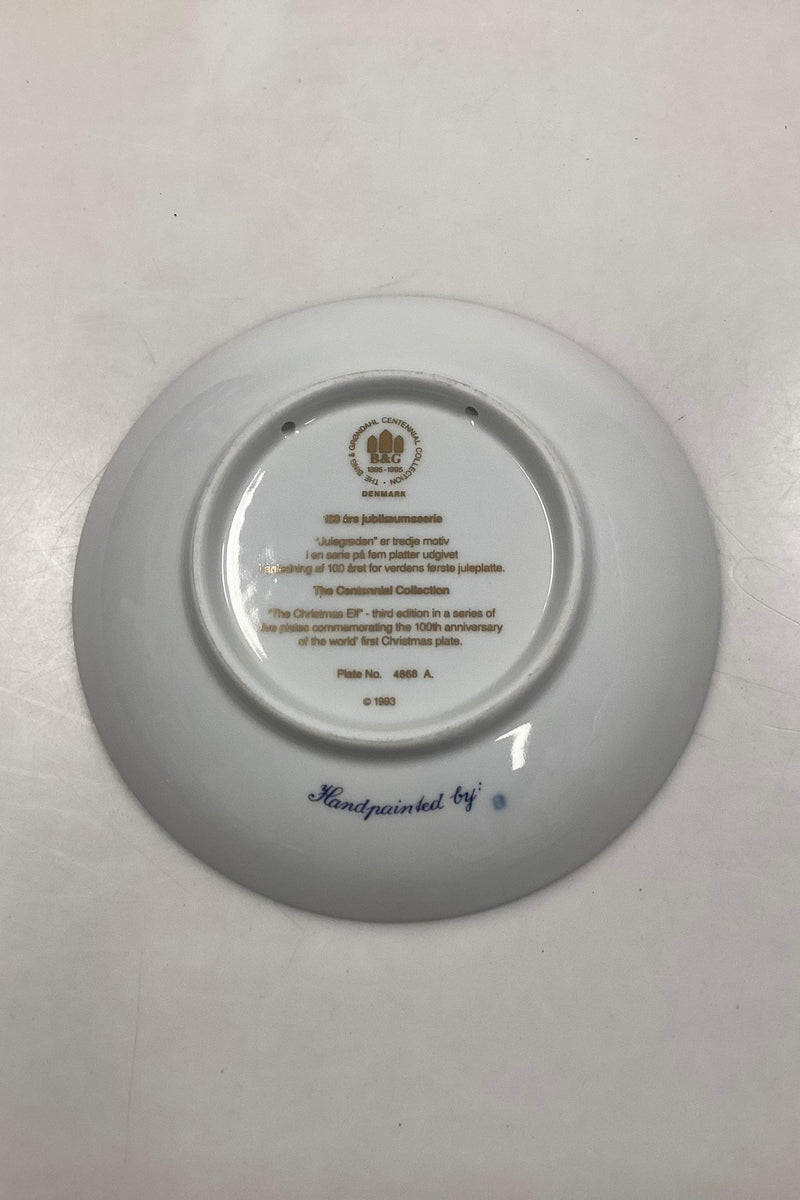 THE BING & GRØNDAHL CENTENNIAL COLLECTION
B&G
1895-1995
DENMARK
100 års jubilæumsserie
"Julegrøden" er tredje motiv
i en serie på fem platter udgivet
i anledning af 100 året for verdens første juleplatte.
The Centennial Collection
"The Christmas Elf" - third edition in a series of
five plates commemorating the 100th anniversary
of the world' first Christmas plate.
Plate No. 4868 A.
© 1993
Handpainted by: